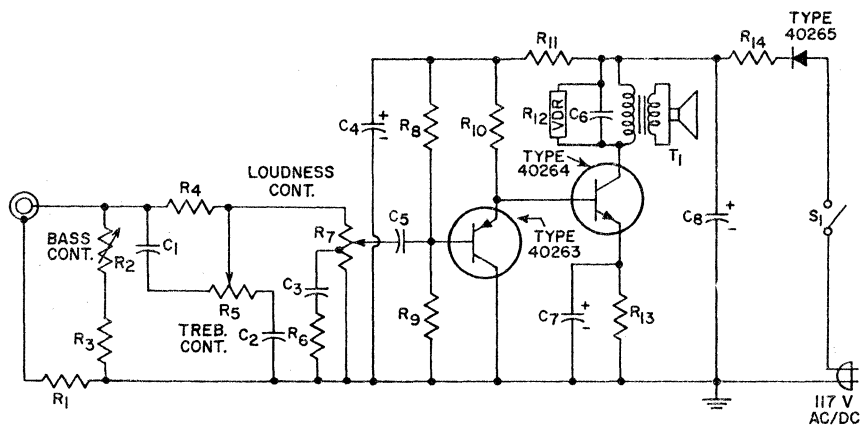 TYPE
40265
R11
R14
R12
VDR
C6
T1
C4
+
-
R8
R10
TYPE
40264
LOUDNESS
CONT.
R4
C5
R7
TYPE
40263
C8
+
-
S1
BASS
CONT.
R2
C1
C3
R5
TREB.
CONT.
C2
R6
R9
C7
+
-
R13
R3
R1
117 V
AC/DC